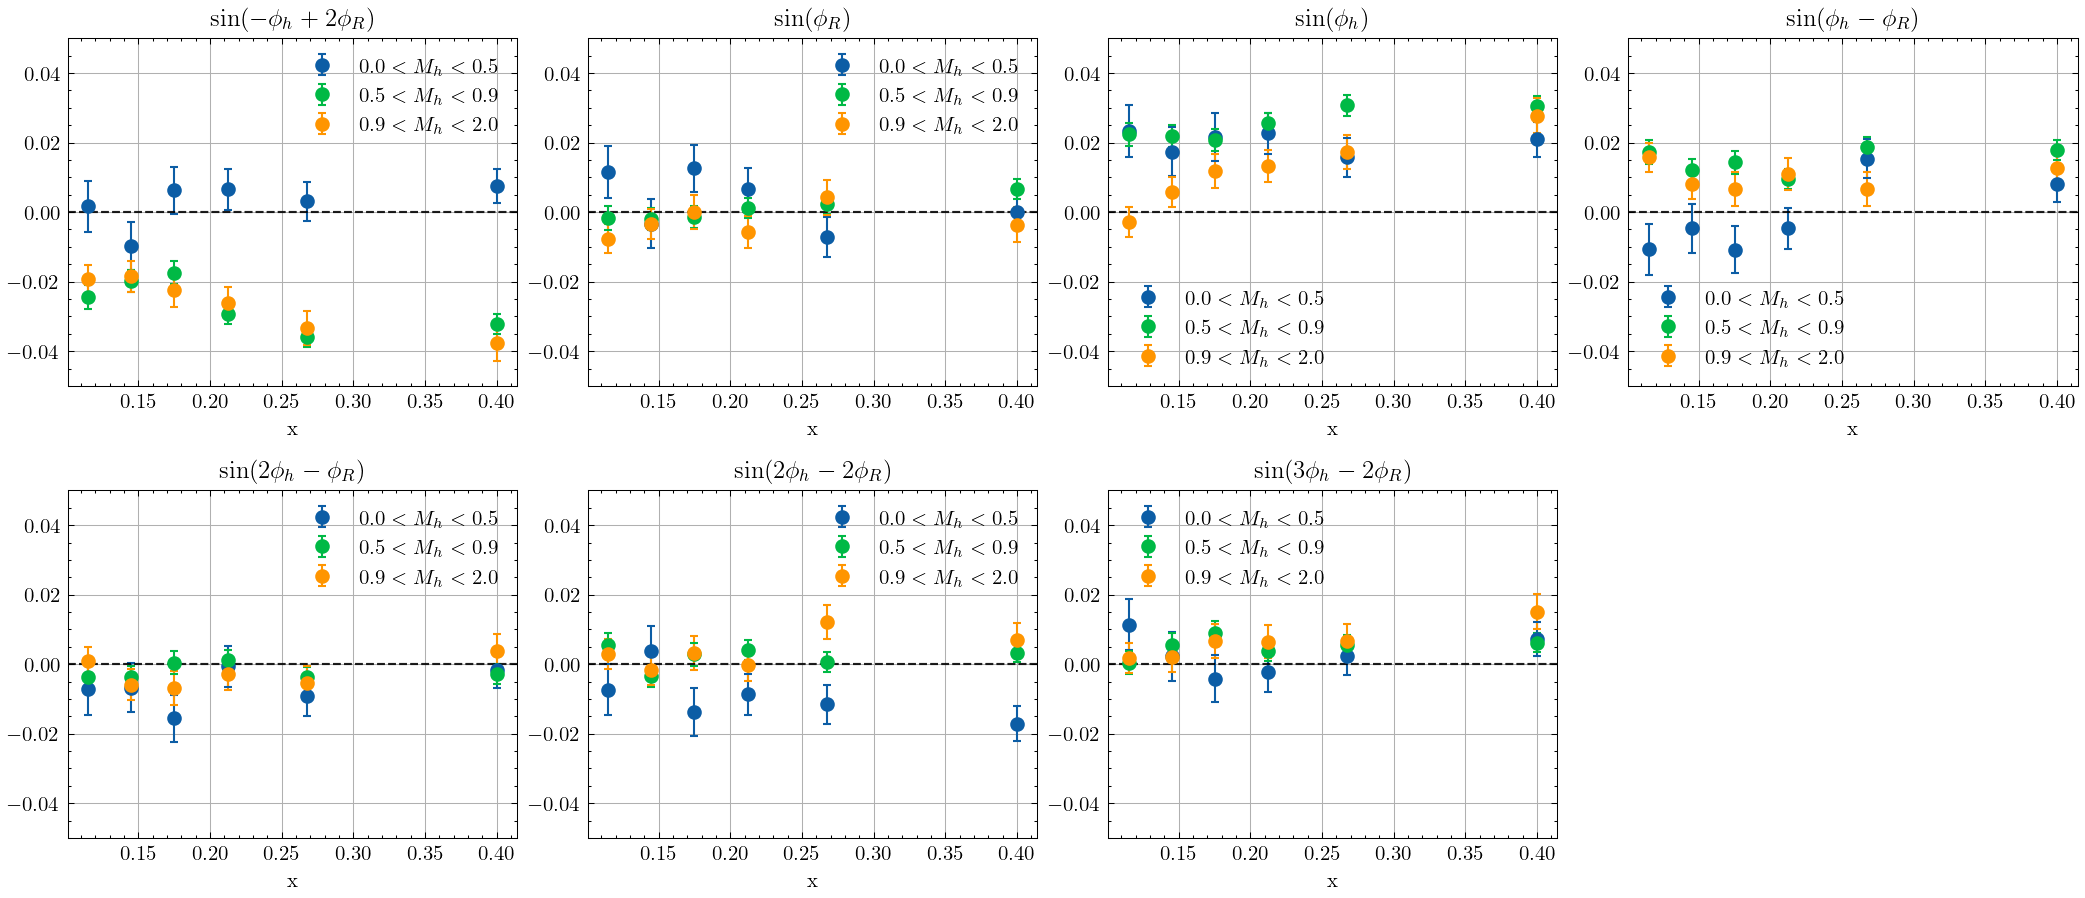 sin(−ϕ_h + 2ϕ_R)
0.04
0.02
0.00
−0.02
−0.04
0.0 < M_h < 0.5
0.5 < M_h < 0.9
0.9 < M_h < 2.0
0.15 0.20 0.25 0.30 0.35 0.40
x
sin(ϕ_R)
0.04
0.02
0.00
−0.02
−0.04
0.0 < M_h < 0.5
0.5 < M_h < 0.9
0.9 < M_h < 2.0
0.15 0.20 0.25 0.30 0.35 0.40
x
sin(ϕ_h)
0.04
0.02
0.00
−0.02
−0.04
0.0 < M_h < 0.5
0.5 < M_h < 0.9
0.9 < M_h < 2.0
0.15 0.20 0.25 0.30 0.35 0.40
x
sin(ϕ_h − ϕ_R)
0.04
0.02
0.00
−0.02
−0.04
0.0 < M_h < 0.5
0.5 < M_h < 0.9
0.9 < M_h < 2.0
0.15 0.20 0.25 0.30 0.35 0.40
x
sin(2ϕ_h − ϕ_R)
0.04
0.02
0.00
−0.02
−0.04
0.0 < M_h < 0.5
0.5 < M_h < 0.9
0.9 < M_h < 2.0
0.15 0.20 0.25 0.30 0.35 0.40
x
sin(2ϕ_h − 2ϕ_R)
0.04
0.02
0.00
−0.02
−0.04
0.0 < M_h < 0.5
0.5 < M_h < 0.9
0.9 < M_h < 2.0
0.15 0.20 0.25 0.30 0.35 0.40
x
sin(3ϕ_h − 2ϕ_R)
0.04
0.02
0.00
−0.02
−0.04
0.0 < M_h < 0.5
0.5 < M_h < 0.9
0.9 < M_h < 2.0
0.15 0.20 0.25 0.30 0.35 0.40
x